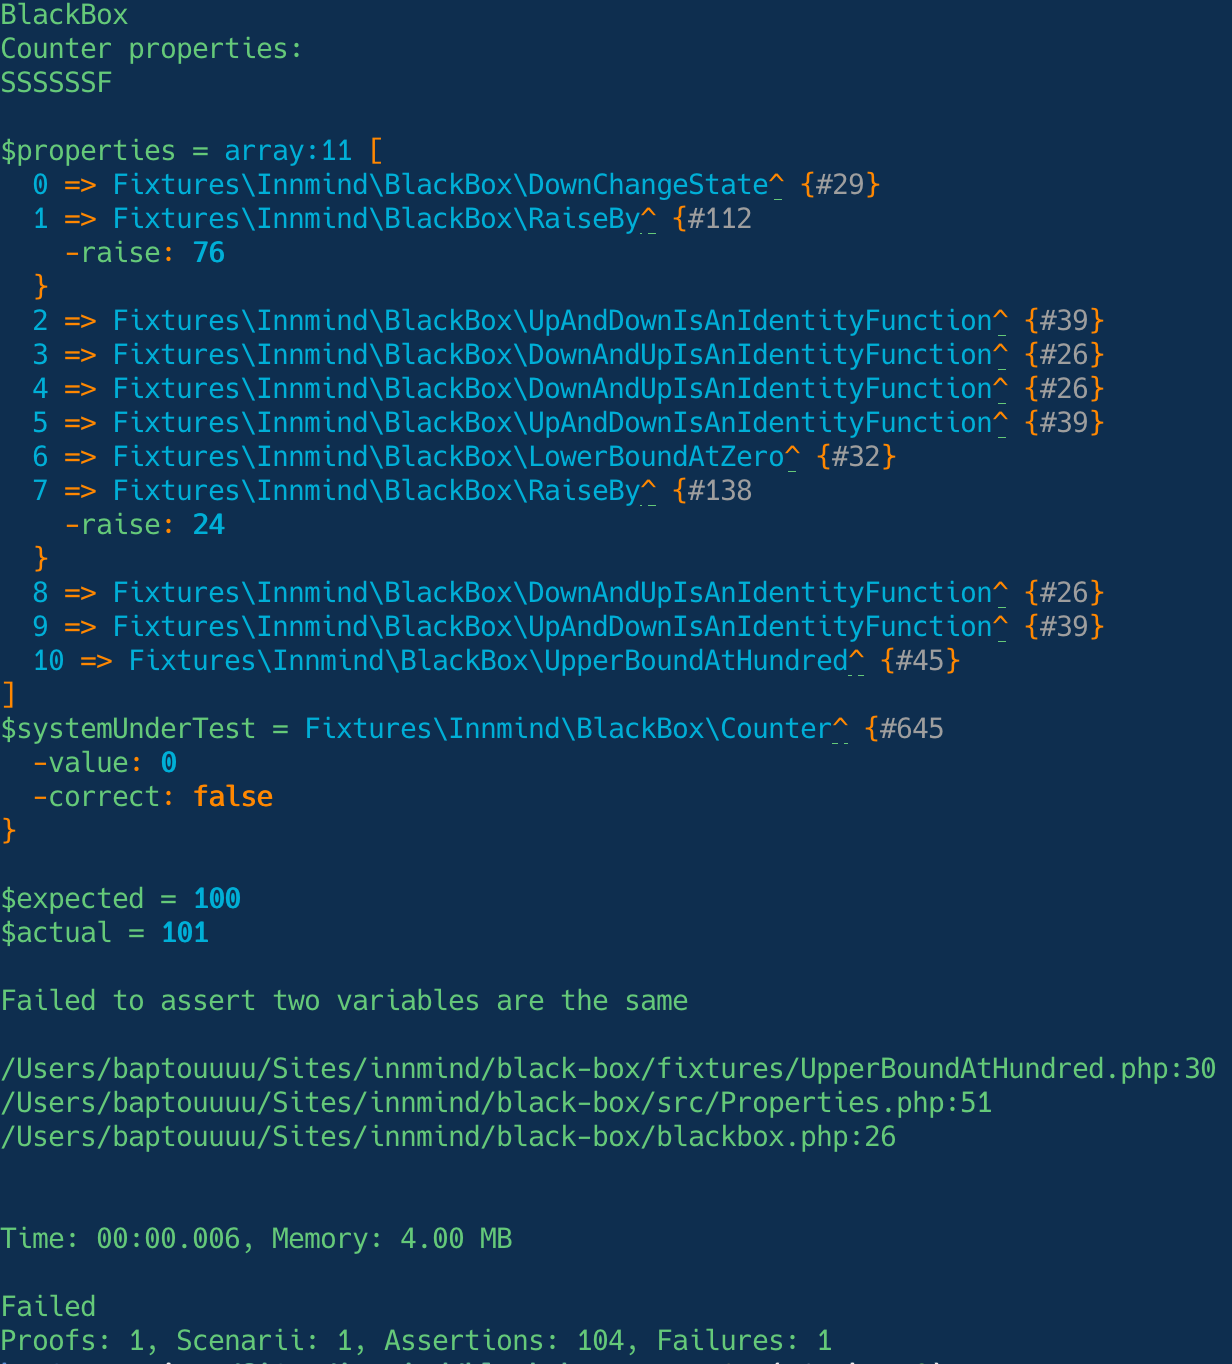 BlackBox
Counter properties:
SSSSSSF
$properties = array:11 [
  0 => Fixtures\Innmind\BlackBox\DownChangeState^ {#29}
  1 => Fixtures\Innmind\BlackBox\RaiseBy^ {#112
    -raise: 76
  }
  2 => Fixtures\Innmind\BlackBox\UpAndDownIsAnIdentityFunction^ {#39}
  3 => Fixtures\Innmind\BlackBox\DownAndUpIsAnIdentityFunction^ {#26}
  4 => Fixtures\Innmind\BlackBox\DownAndUpIsAnIdentityFunction^ {#26}
  5 => Fixtures\Innmind\BlackBox\UpAndDownIsAnIdentityFunction^ {#39}
  6 => Fixtures\Innmind\BlackBox\LowerBoundAtZero^ {#32}
  7 => Fixtures\Innmind\BlackBox\RaiseBy^ {#138
    -raise: 24
  }
  8 => Fixtures\Innmind\BlackBox\DownAndUpIsAnIdentityFunction^ {#26}
  9 => Fixtures\Innmind\BlackBox\UpAndDownIsAnIdentityFunction^ {#39}
  10 => Fixtures\Innmind\BlackBox\UpperBoundAtHundred^ {#45}
]
$systemUnderTest = Fixtures\Innmind\BlackBox\Counter^ {#645
  -value: 0
  -correct: false
}
$expected = 100
$actual = 101
Failed to assert two variables are the same
/Users/baptouuuu/Sites/innmind/black-box/fixtures/UpperBoundAtHundred.php:30
/Users/baptouuuu/Sites/innmind/black-box/src/Properties.php:51
/Users/baptouuuu/Sites/innmind/black-box/blackbox.php:26
Time: 00:00.006, Memory: 4.00 MB
Failed
Proofs: 1, Scenarii: 1, Assertions: 104, Failures: 1